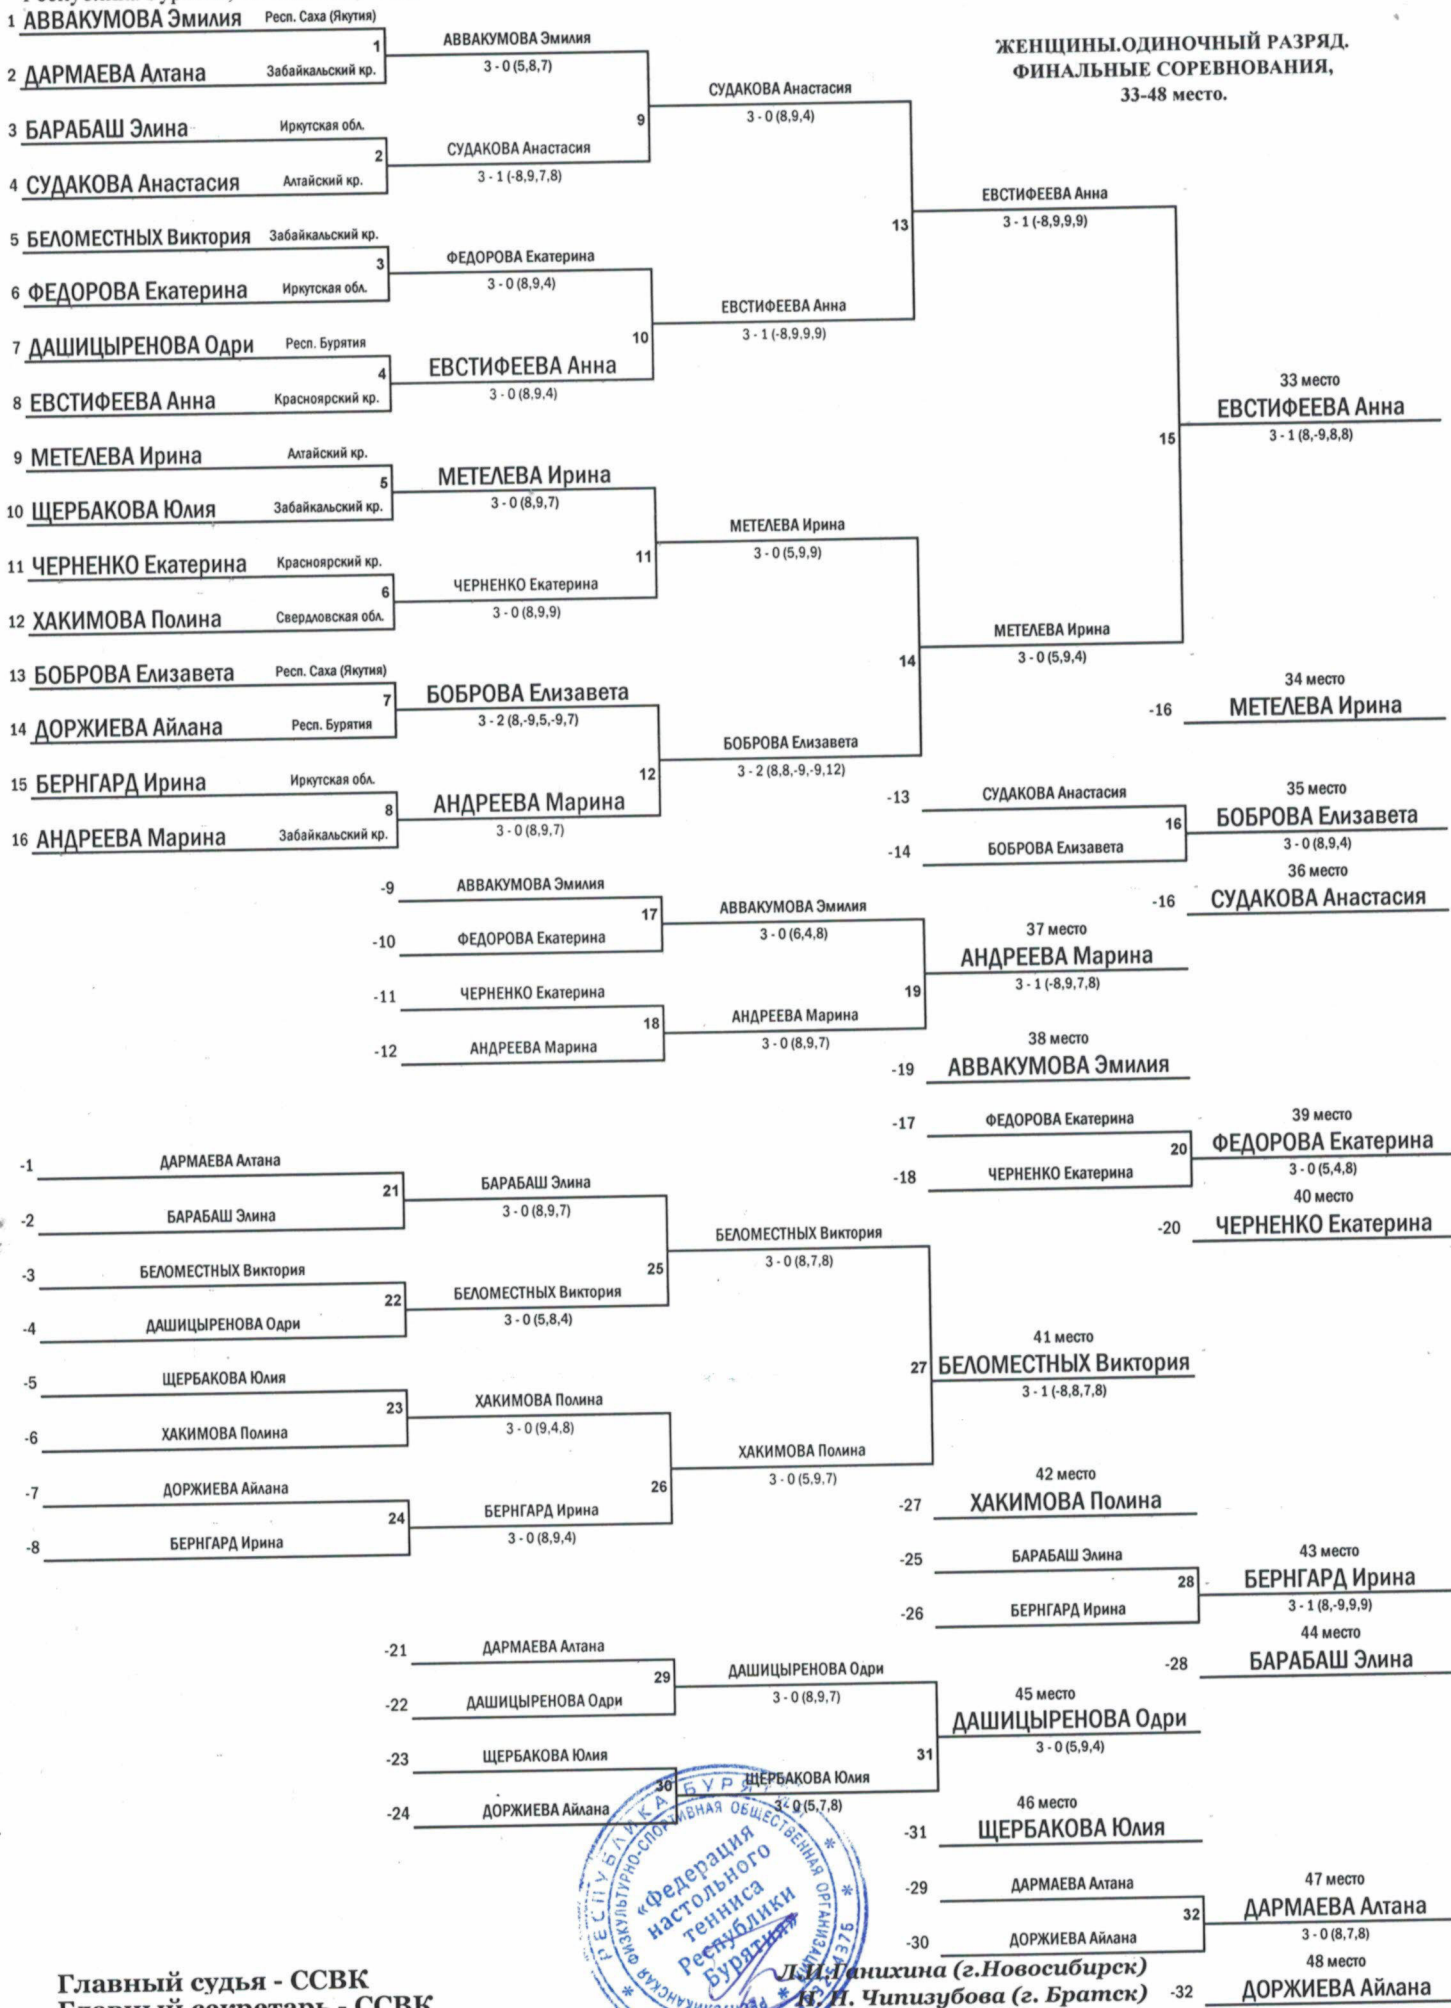 1 АВВАКУМОВА Эмилия Респ. Саха (Якутия)
2 ДАРМАЕВА Алтана Забайкальский кр.
3 БАРАБАШ Элина Иркутская обл.
4 СУДАКОВА Анастасия Алтайский кр.
5 БЕЛОМЕСТНЫХ Виктория Забайкальский кр.
6 ФЕДОРОВА Екатерина Иркутская обл.
7 ДАШИЦЫРЕНОВА Одри Респ. Бурятия
8 ЕВСТИФЕЕВА Анна Красноярский кр.
9 МЕТЕЛЕВА Ирина Алтайский кр.
10 ЩЕРБАКОВА Юлия Забайкальский кр.
11 ЧЕРНЕНКО Екатерина Красноярский кр.
12 ХАКИМОВА Полина Свердловская обл.
13 БОБРОВА Елизавета Респ. Саха (Якутия)
14 ДОРЖИЕВА Айлана Респ. Бурятия
15 БЕРНГАРД Ирина Иркутская обл.
16 АНДРЕЕВА Марина Забайкальский кр.
ЖЕНЩИНЫ.ОДИНОЧНЫЙ РАЗРЯД.
ФИНАЛЬНЫЕ СОРЕВНОВАНИЯ,
33-48 место.
1
АВВАКУМОВА Эмилия
3 - 0 (5,8,7)
2
СУДАКОВА Анастасия
3 - 1 (-8,9,7,8)
3
ФЕДОРОВА Екатерина
3 - 0 (8,9,4)
4
ЕВСТИФЕЕВА Анна
3 - 0 (8,9,4)
5
МЕТЕЛЕВА Ирина
3 - 0 (8,9,7)
6
ЧЕРНЕНКО Екатерина
3 - 0 (8,9,9)
7
БОБРОВА Елизавета
3 - 2 (8,-9,5,-9,7)
8
АНДРЕЕВА Марина
3 - 0 (8,9,7)
9
СУДАКОВА Анастасия
3 - 0 (8,9,4)
10
ЕВСТИФЕЕВА Анна
3 - 1 (-8,9,9,9)
11
МЕТЕЛЕВА Ирина
3 - 0 (5,9,9)
12
БОБРОВА Елизавета
3 - 2 (8,8,-9,-9,12)
13
ЕВСТИФЕЕВА Анна
3 - 1 (-8,9,9,9)
14
МЕТЕЛЕВА Ирина
3 - 0 (5,9,4)
15
33 место
ЕВСТИФЕЕВА Анна
3 - 1 (8,-9,8,8)
34 место
-16 МЕТЕЛЕВА Ирина
-13 СУДАКОВА Анастасия
-14 БОБРОВА Елизавета
16
35 место
БОБРОВА Елизавета
3 - 0 (8,9,4)
36 место
-16 СУДАКОВА Анастасия
-9 АВВАКУМОВА Эмилия
-10 ФЕДОРОВА Екатерина
17
АВВАКУМОВА Эмилия
3 - 0 (6,4,8)
-11 ЧЕРНЕНКО Екатерина
-12 АНДРЕЕВА Марина
18
АНДРЕЕВА Марина
3 - 0 (8,9,7)
19
37 место
АНДРЕЕВА Марина
3 - 1 (-8,9,7,8)
38 место
-19 АВВАКУМОВА Эмилия
-17 ФЕДОРОВА Екатерина
-18 ЧЕРНЕНКО Екатерина
20
39 место
ФЕДОРОВА Екатерина
3 - 0 (5,4,8)
40 место
-20 ЧЕРНЕНКО Екатерина
-1 ДАРМАЕВА Алтана
-2 БАРАБАШ Элина
21
БАРАБАШ Элина
3 - 0 (8,9,7)
-3 БЕЛОМЕСТНЫХ Виктория
-4 ДАШИЦЫРЕНОВА Одри
22
БЕЛОМЕСТНЫХ Виктория
3 - 0 (5,8,4)
-5 ЩЕРБАКОВА Юлия
-6 ХАКИМОВА Полина
23
ХАКИМОВА Полина
3 - 0 (9,4,8)
-7 ДОРЖИЕВА Айлана
-8 БЕРНГАРД Ирина
24
БЕРНГАРД Ирина
3 - 0 (8,9,4)
25
БЕЛОМЕСТНЫХ Виктория
3 - 0 (8,7,8)
26
ХАКИМОВА Полина
3 - 0 (5,9,7)
27
41 место
БЕЛОМЕСТНЫХ Виктория
3 - 1 (-8,8,7,8)
42 место
-27 ХАКИМОВА Полина
-25 БАРАБАШ Элина
-26 БЕРНГАРД Ирина
28
43 место
БЕРНГАРД Ирина
3 - 1 (8,-9,9,9)
44 место
-28 БАРАБАШ Элина
-21 ДАРМАЕВА Алтана
-22 ДАШИЦЫРЕНОВА Одри
29
ДАШИЦЫРЕНОВА Одри
3 - 0 (8,9,7)
-23 ЩЕРБАКОВА Юлия
-24 ДОРЖИЕВА Айлана
30
ЩЕРБАКОВА Юлия
3 - 0 (5,7,8)
31
45 место
ДАШИЦЫРЕНОВА Одри
3 - 0 (5,9,4)
46 место
-31 ЩЕРБАКОВА Юлия
-29 ДАРМАЕВА Алтана
-30 ДОРЖИЕВА Айлана
32
47 место
ДАРМАЕВА Алтана
3 - 0 (8,7,8)
48 место
-32 ДОРЖИЕВА Айлана
РЕСПУБЛИКА БУРЯТИЯ
ФИЗКУЛЬТУРНО-СПОРТИВНАЯ ОБЩЕСТВЕННАЯ ОРГАНИЗАЦИЯ
«Федерация
настольного
тенниса
Республики
Бурятия»
Главный судья - ССВК
Л.И.Ганихина (г.Новосибирск)
Главный секретарь - ССВК
Н. Н. Чипизубова (г. Братск)